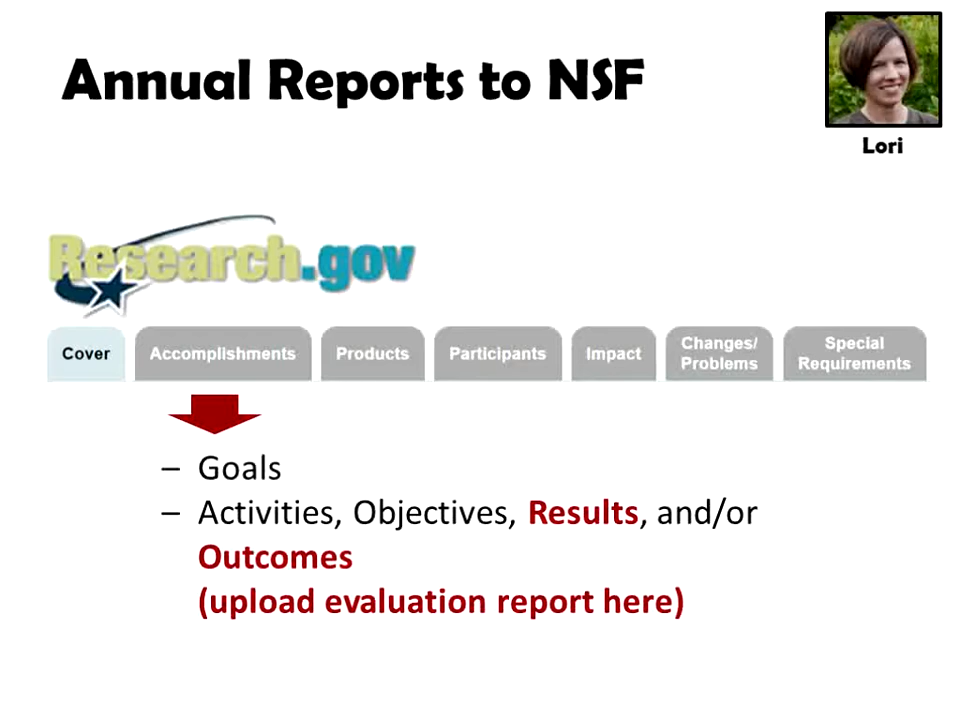 Annual Reports to NSF
Lori
Research.gov
Cover
Accomplishments
Products
Participants
Impact
Changes/
Problems
Special
Requirements
– Goals
– Activities, Objectives, Results, and/or
Outcomes
(upload evaluation report here)